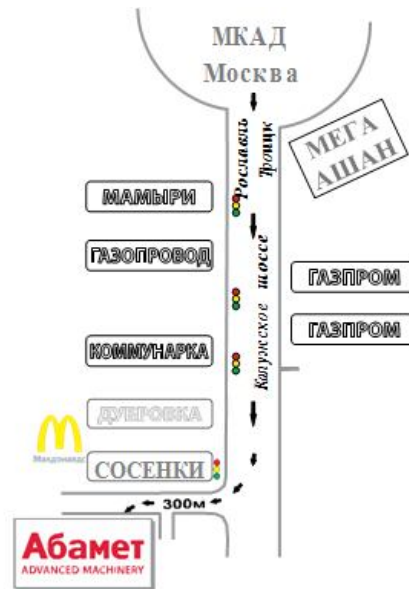 МКАД
Москва
Рославль
Троицк
МЕГА
АШАН
МАМЫРИ
ГАЗОПРОВОД
Калужское шоссе
ГАЗПРОМ
ГАЗПРОМ
КОММУНАРКА
ДУБРОВКА
Макдоналдс
СОСЕНКИ
300м
Абамет
ADVANCED MACHINERY